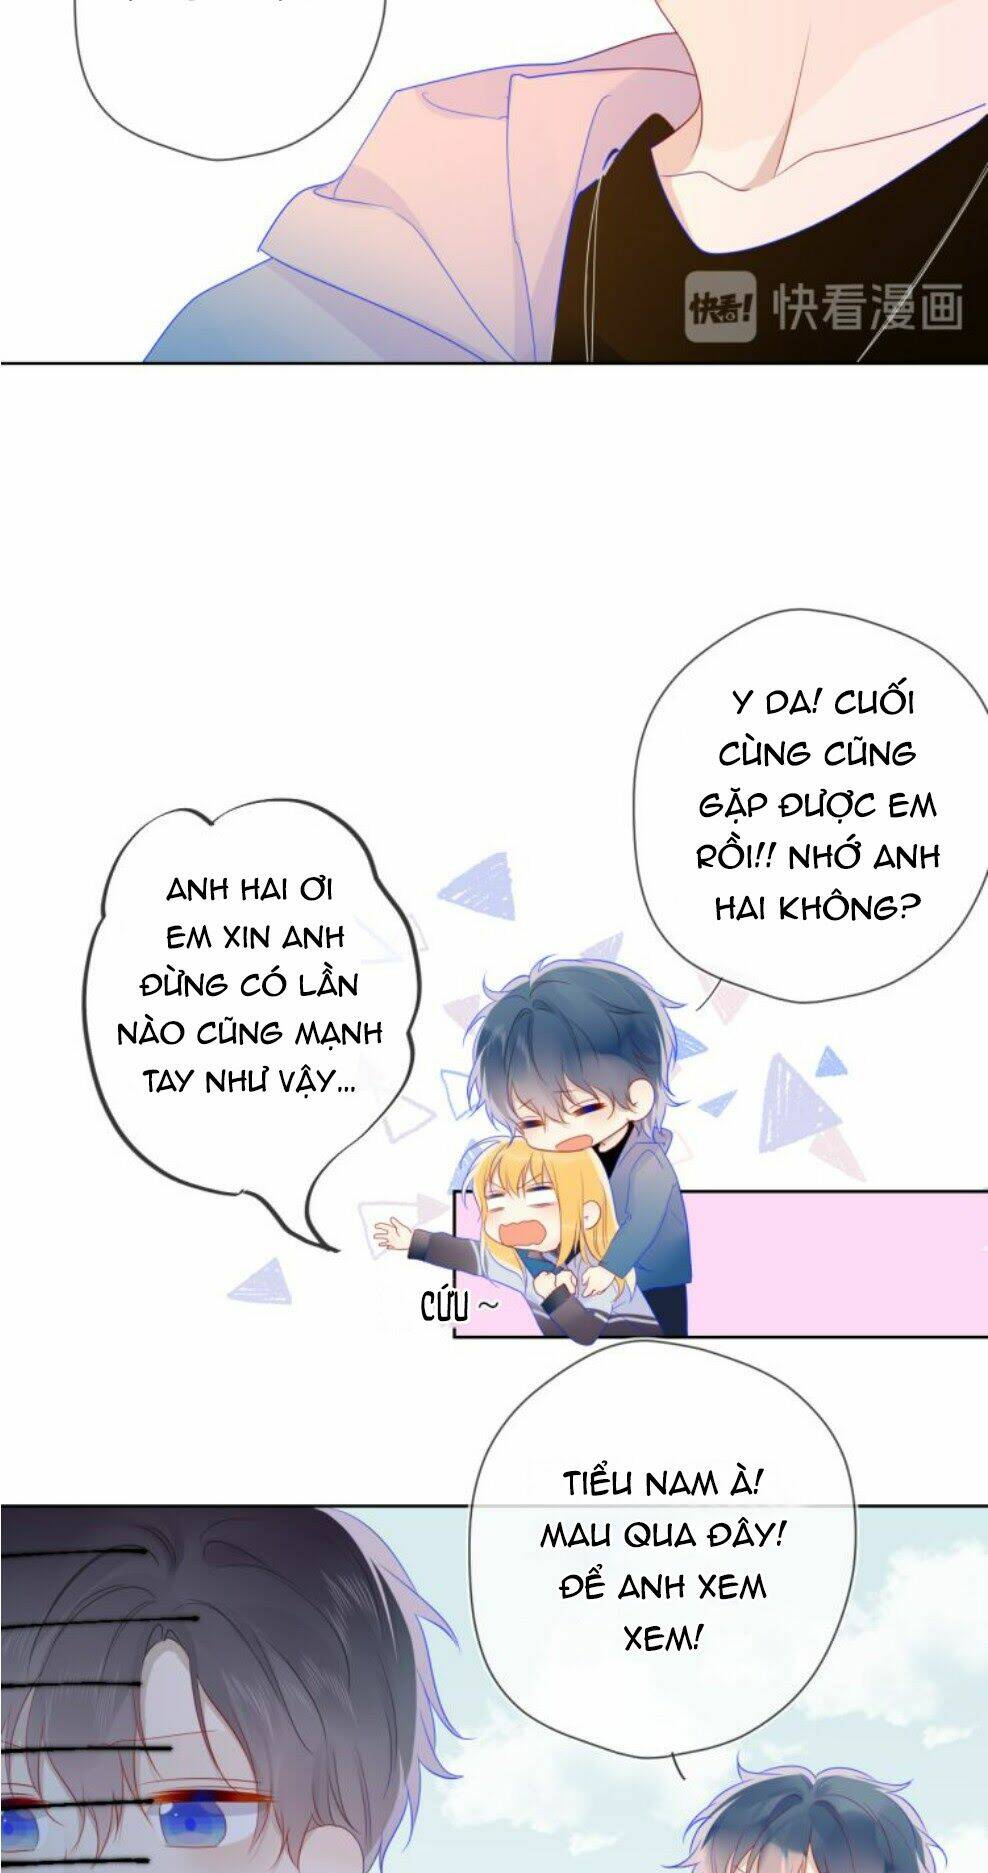 快看! 快看漫画
Y DA! CUỐI
CÙNG CŨNG
GẶP ĐƯỢC EM
RỒI!! NHỚ ANH
HAI KHÔNG?
ANH HAI ƠI
EM XIN ANH
ĐỪNG CÓ LẦN
NÀO CŨNG MẠNH
TAY NHƯ VẬY...
CỨU ~
TIỂU NAM À!
MAU QUA ĐÂY!
ĐỂ ANH XEM
XEM!